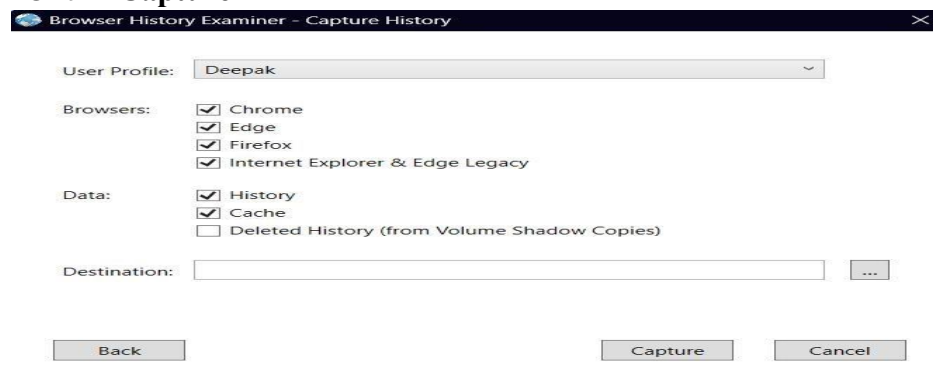 Browser History Examiner - Capture History
User Profile: Deepak
Browsers: Chrome
Edge
Firefox
Internet Explorer & Edge Legacy
Data: History
Cache
Deleted History (from Volume Shadow Copies)
Destination:
...
Back Capture Cancel